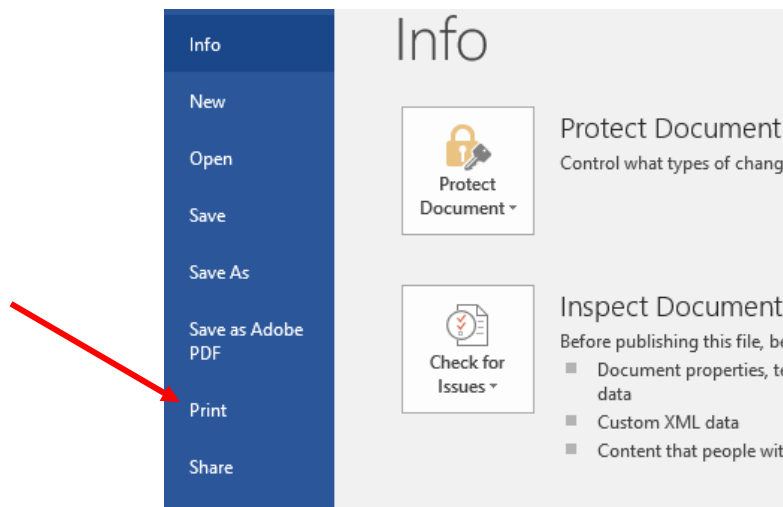 Info
New
Open
Save
Save As
Save as Adobe
PDF
Print
Share
Info
Protect
Document
Protect Document
Control what types of chang
Check for
Issues
Inspect Document
Before publishing this file, be
Document properties, te
data
Custom XML data
Content that people wit